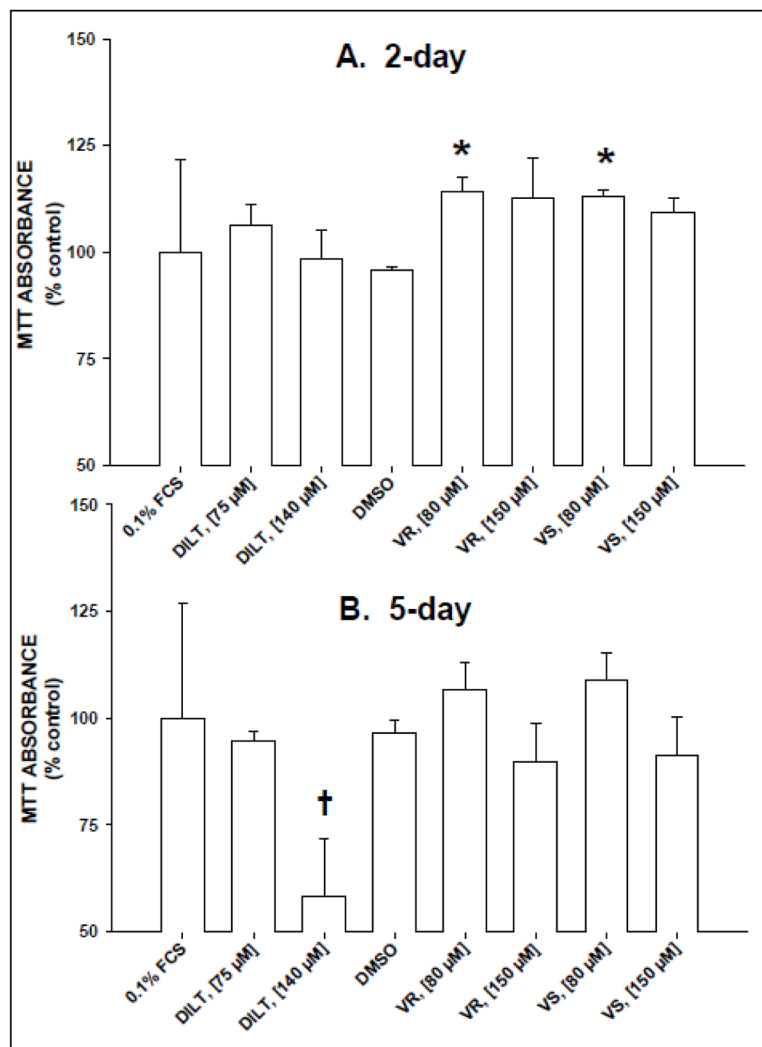 A. 2-day
150
125
100
75
50
MTT ABSORBANCE
(% control)
*
*
0.1% FCS
DILT, [75 µM]
DILT, [140 µM]
DMSO
VR, [80 µM]
VR, [150 µM]
VS, [80 µM]
VS, [150 µM]
B. 5-day
150
125
100
75
50
MTT ABSORBANCE
(% control)
†
0.1% FCS
DILT, [75 µM]
DILT, [140 µM]
DMSO
VR, [80 µM]
VR, [150 µM]
VS, [80 µM]
VS, [150 µM]